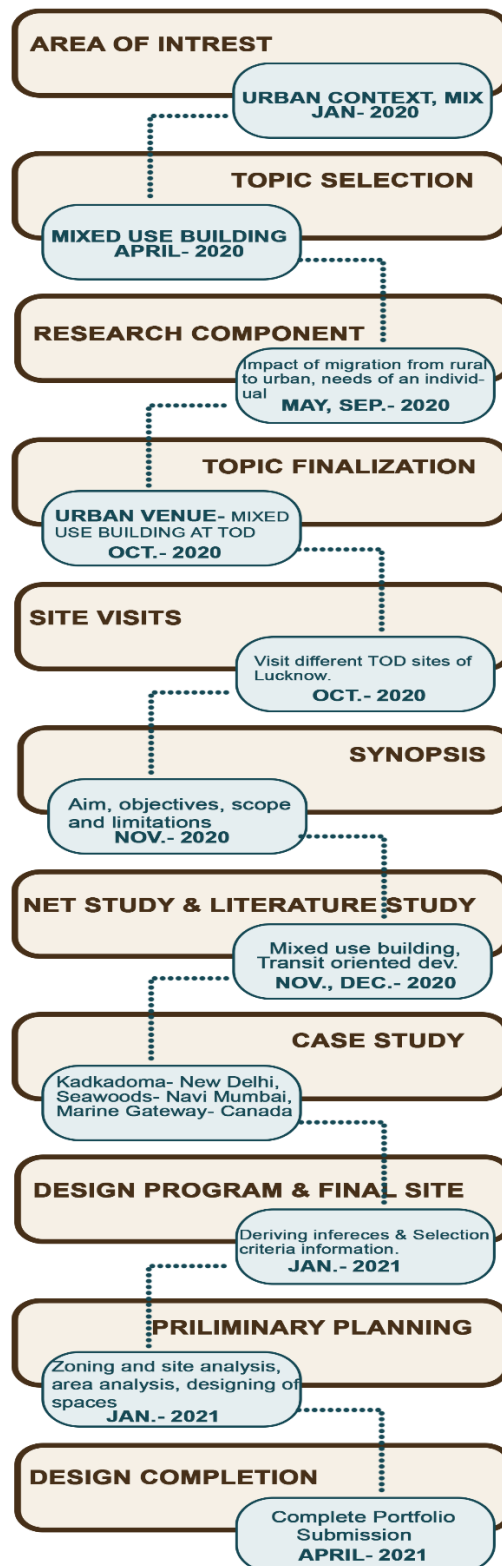 AREA OF INTREST
URBAN CONTEXT, MIX
JAN- 2020
TOPIC SELECTION
MIXED USE BUILDING
APRIL- 2020
RESEARCH COMPONENT
Impact of migration from rural
to urban, needs of an individ-
ual
MAY, SEP.- 2020
TOPIC FINALIZATION
URBAN VENUE- MIXED
USE BUILDING AT TOD
OCT.- 2020
SITE VISITS
Visit different TOD sites of
Lucknow.
OCT.- 2020
SYNOPSIS
Aim, objectives, scope
and limitations
NOV.- 2020
NET STUDY & LITERATURE STUDY
Mixed use building,
Transit oriented dev.
NOV., DEC.- 2020
CASE STUDY
Kadkadoma- New Delhi,
Seawoods- Navi Mumbai,
Marine Gateway- Canada
DESIGN PROGRAM & FINAL SITE
Deriving infereces & Selection
criteria information.
JAN.- 2021
PRILIMINARY PLANNING
Zoning and site analysis,
area analysis, designing of
spaces
JAN.- 2021
DESIGN COMPLETION
Complete Portfolio
Submission
APRIL- 2021